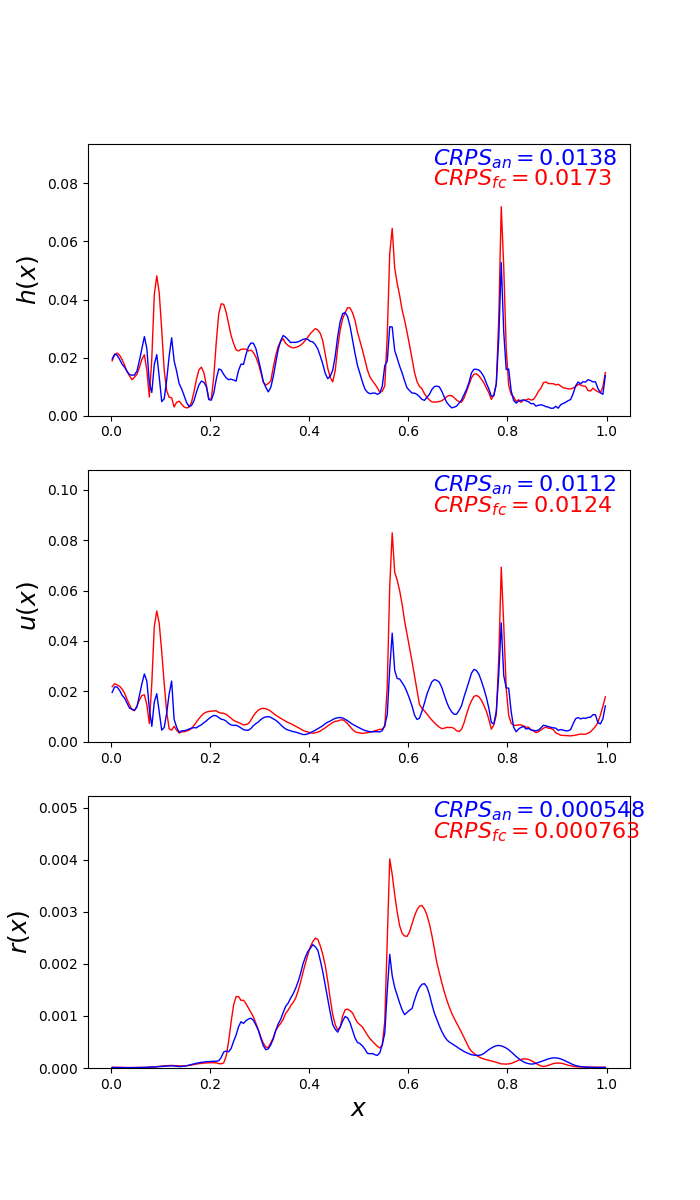 CRPS_an = 0.0138
CRPS_fc = 0.0173
0.08
0.06
h(x)
0.04
0.02
0.00
0.0 0.2 0.4 0.6 0.8 1.0
CRPS_an = 0.0112
CRPS_fc = 0.0124
0.10
0.08
0.06
u(x)
0.04
0.02
0.00
0.0 0.2 0.4 0.6 0.8 1.0
CRPS_an = 0.000548
CRPS_fc = 0.000763
0.005
0.004
0.003
r(x)
0.002
0.001
0.000
0.0 0.2 0.4 0.6 0.8 1.0
x